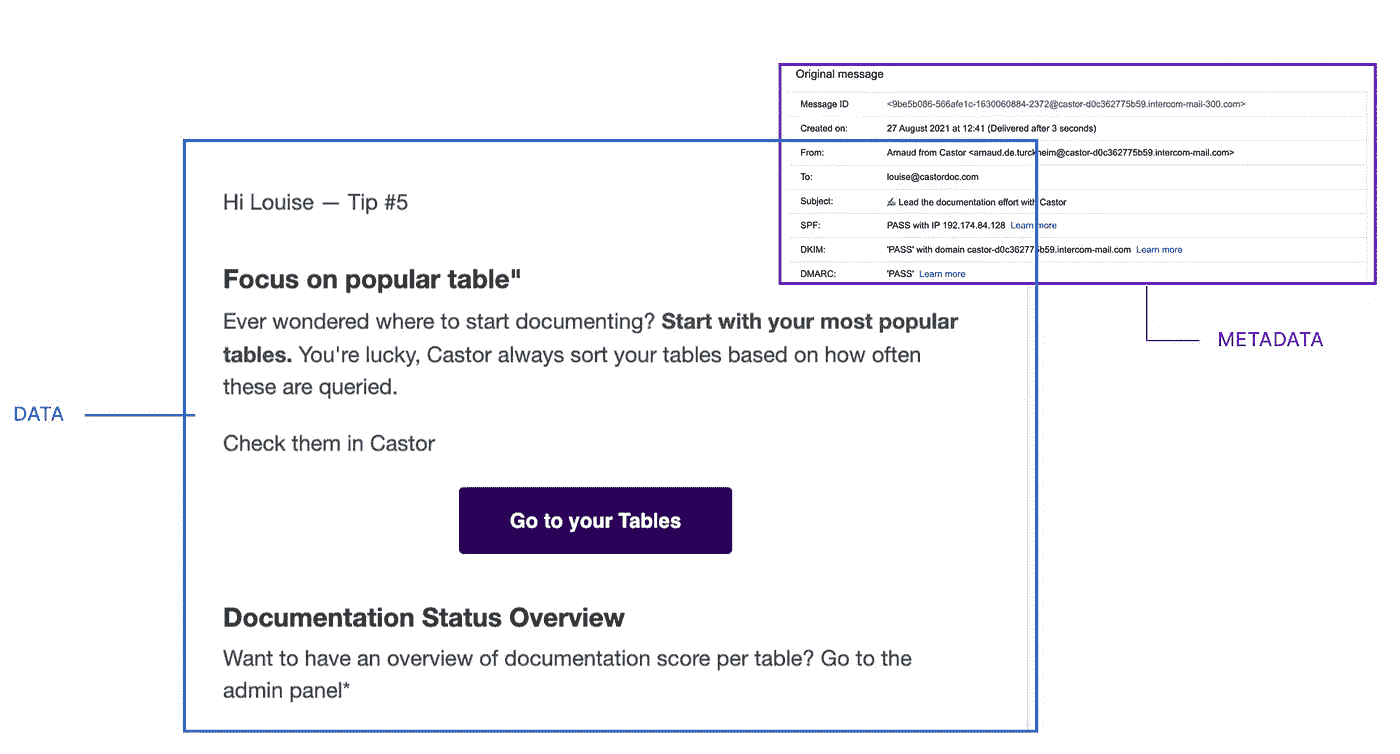 Original message
Message ID <9be5b086-566afe1c-1630060884-2372@castor-d0c362775b59.intercom-mail-300.com>
Created on: 27 August 2021 at 12:41 (Delivered after 3 seconds)
From: Arnaud from Castor <arnaud.de.turckheim@castor-d0c362775b59.intercom-mail.com>
To: louise@castordoc.com
Subject: ✍ Lead the documentation effort with Castor
SPF: PASS with IP 192.174.84.128 Learn more
DKIM: 'PASS' with domain castor-d0c362775b59.intercom-mail.com Learn more
DMARC: 'PASS' Learn more
METADATA
Hi Louise — Tip #5
Focus on popular table"
Ever wondered where to start documenting? Start with your most popular
tables. You're lucky, Castor always sort your tables based on how often
these are queried.
DATA
Check them in Castor
Go to your Tables
Documentation Status Overview
Want to have an overview of documentation score per table? Go to the
admin panel*